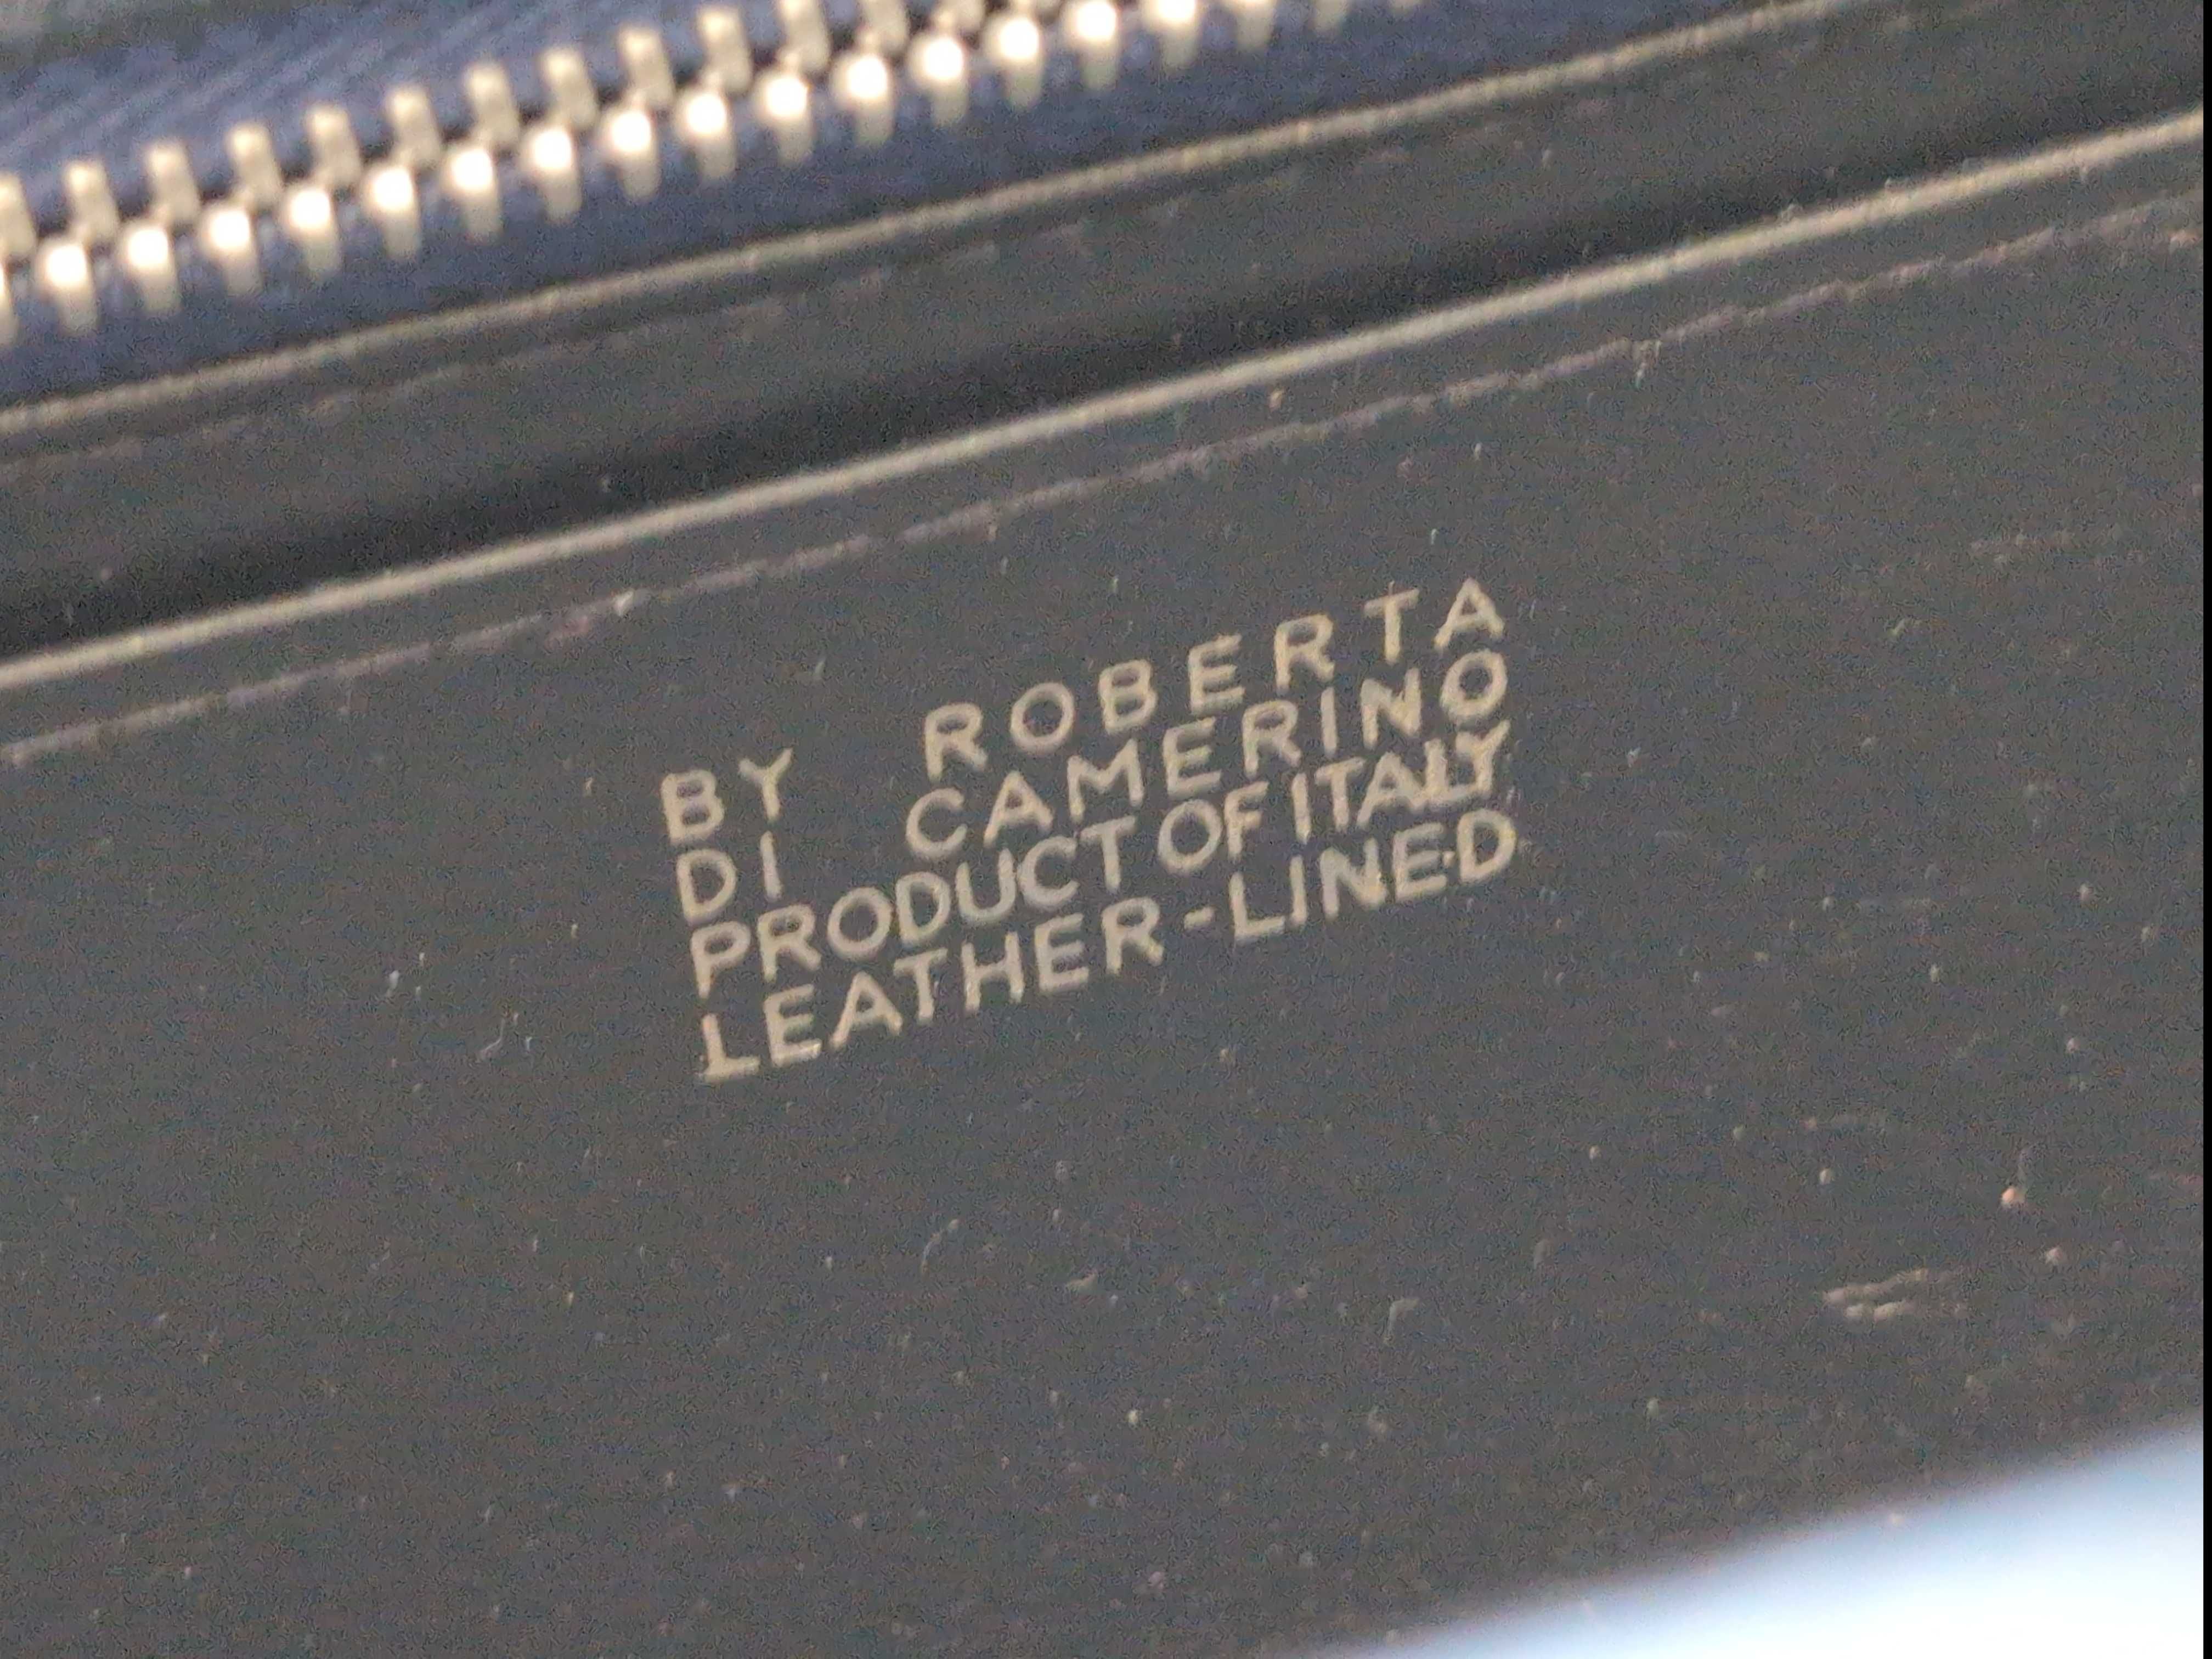 BY ROBERTA
DI CAMERINO
PRODUCT OF ITALY
LEATHER-LINED